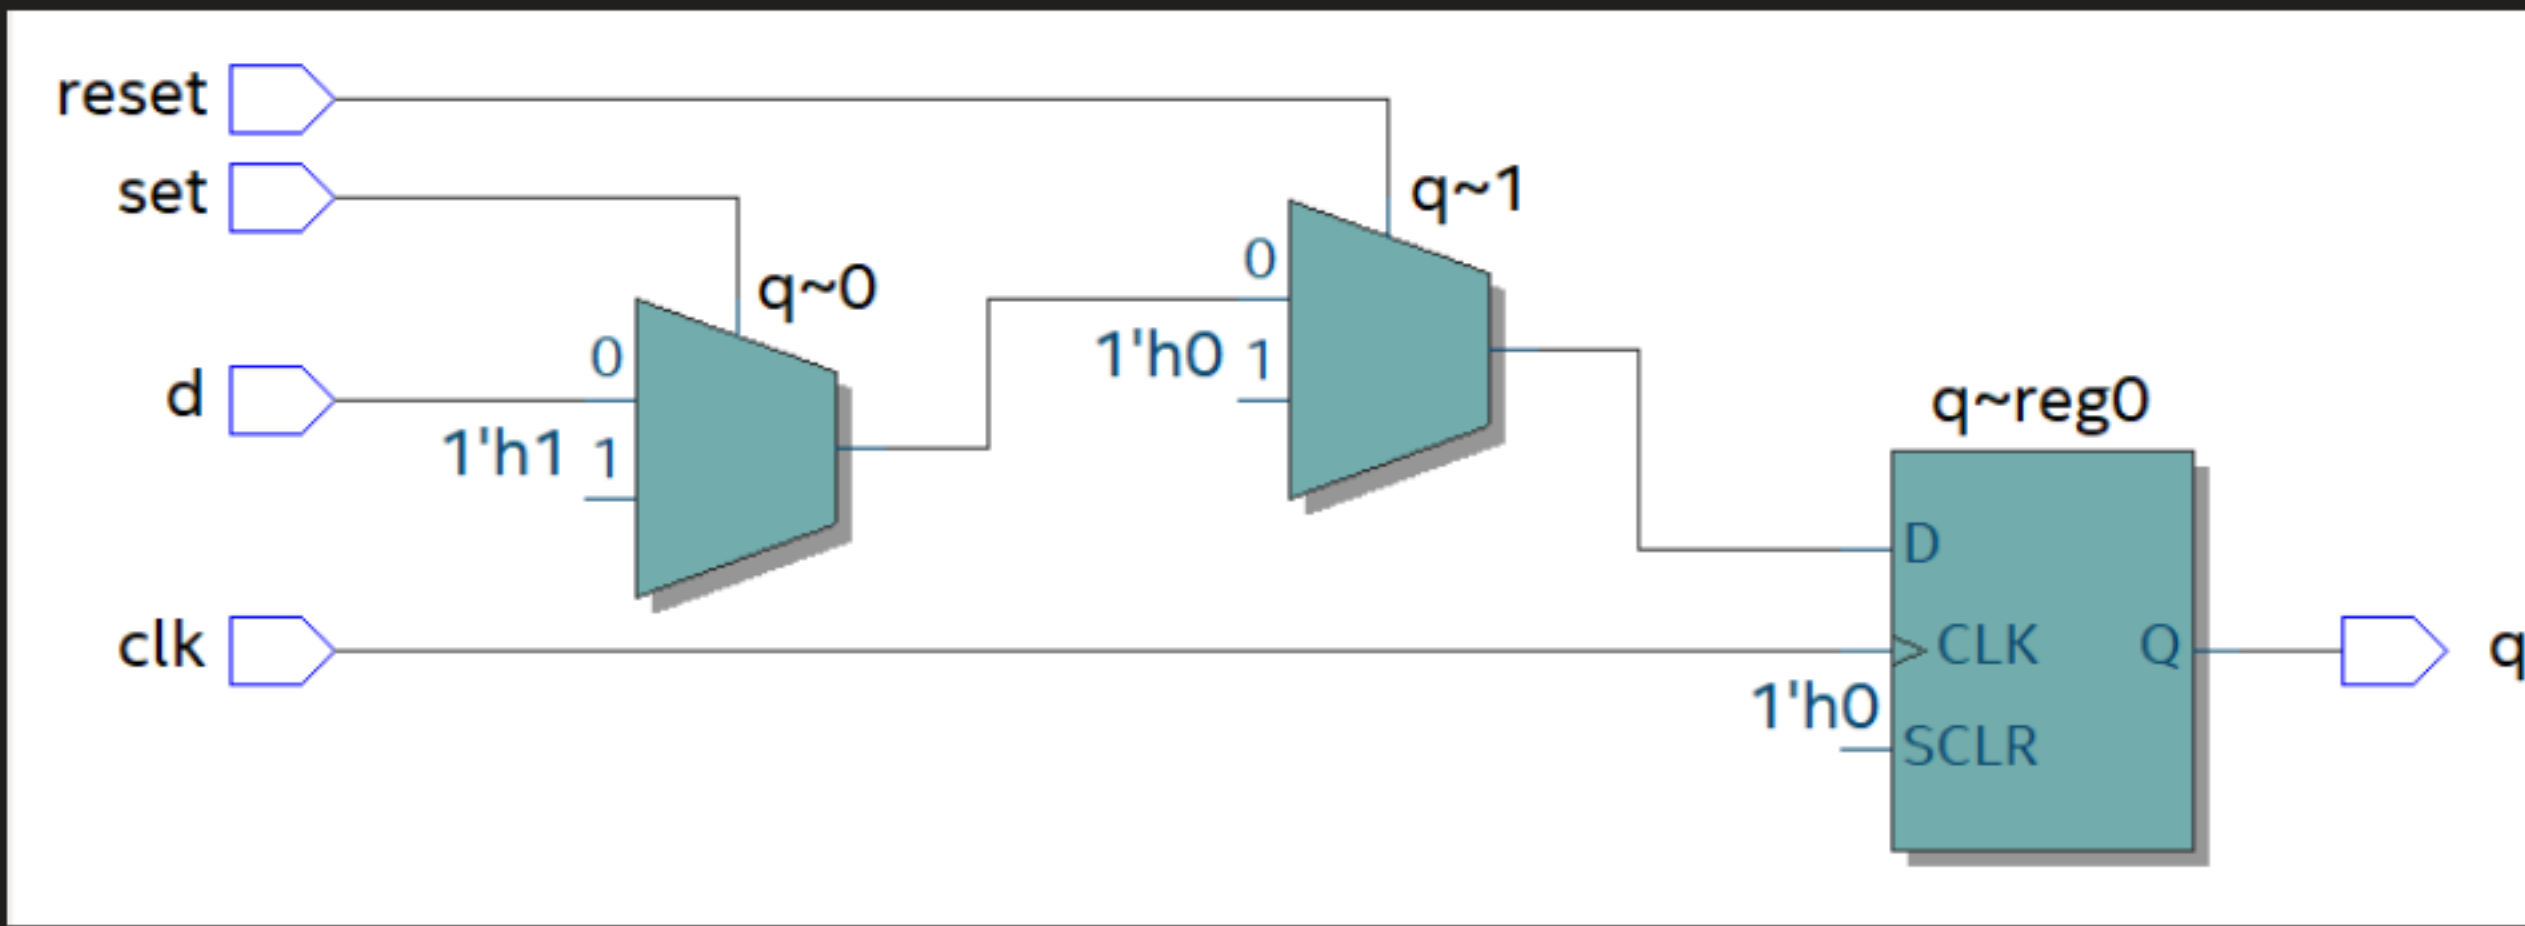 reset
q~1
set
0
q~0
1'h0 1
0
d
q~reg0
1'h1 1
D
clk
CLK
Q
q
1'h0
SCLR